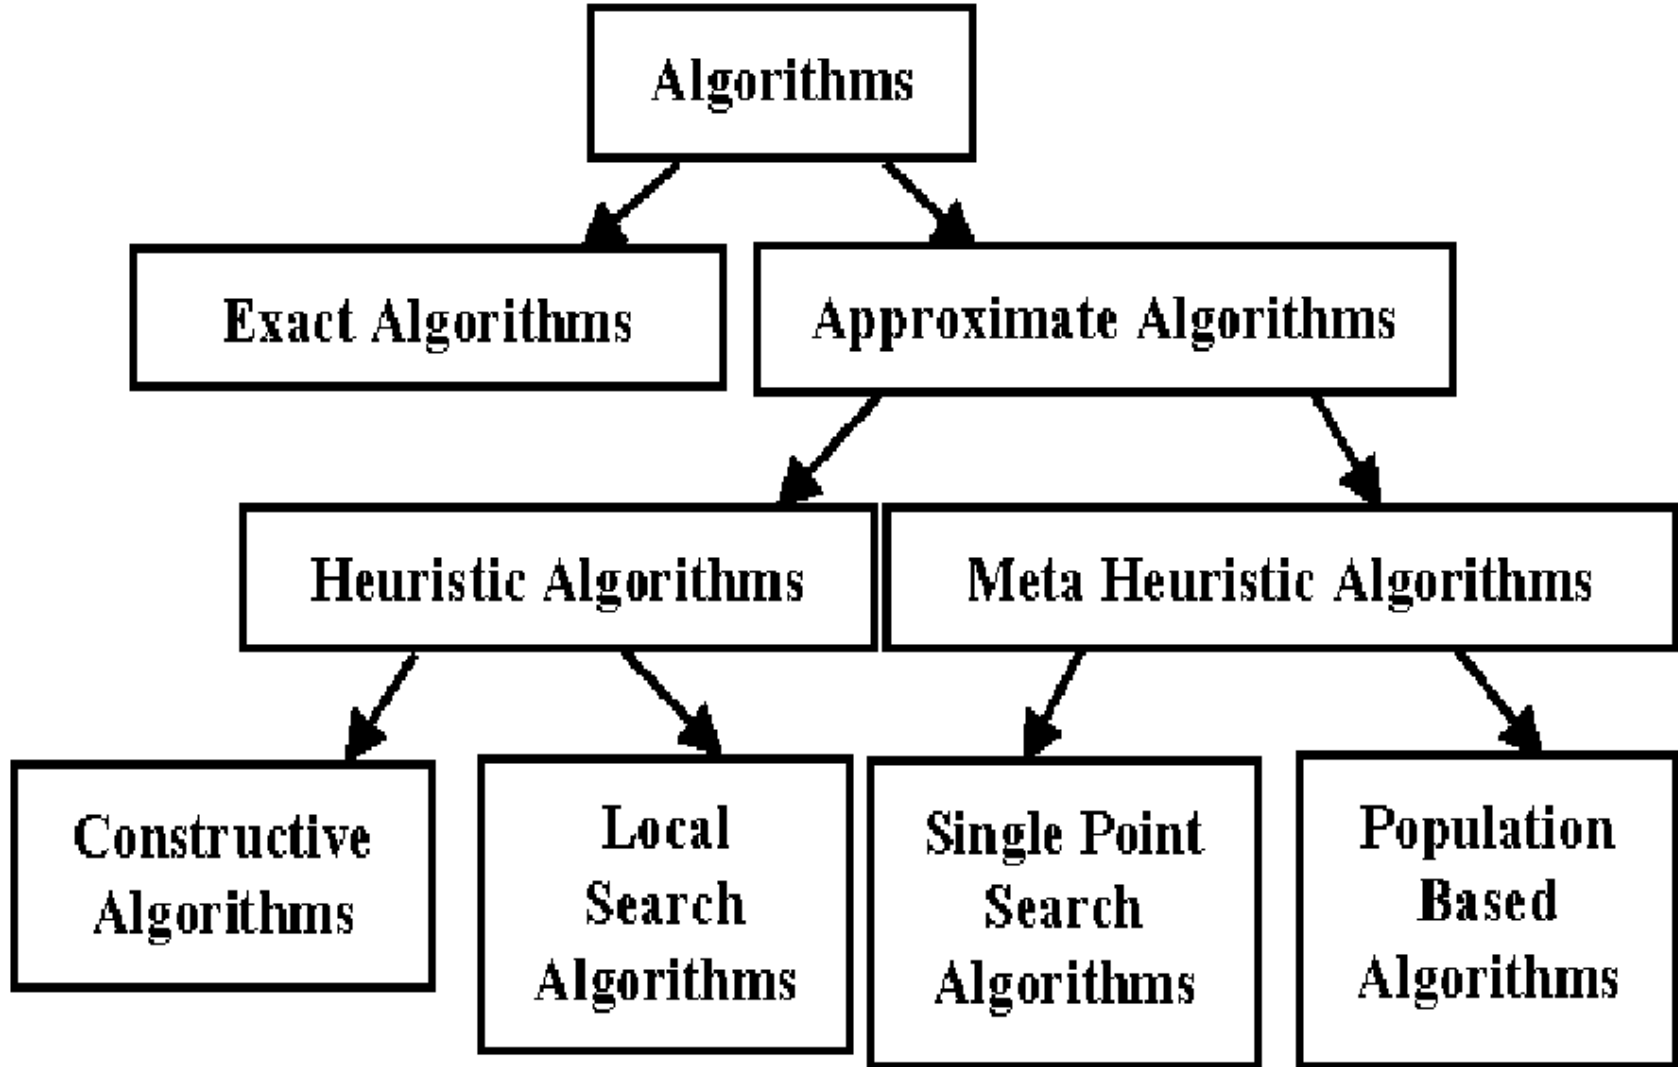 Algorithms
Exact Algorithms
Approximate Algorithms
Heuristic Algorithms
Meta Heuristic Algorithms
Constructive
Algorithms
Local
Search
Algorithms
Single Point
Search
Algorithms
Population
Based
Algorithms